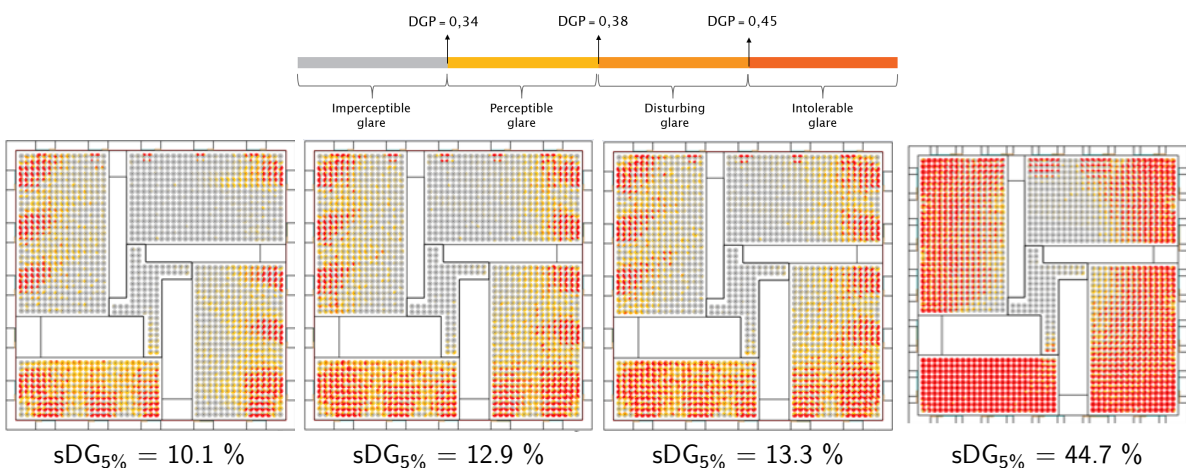 DGP = 0,34
DGP = 0,38
DGP = 0,45
Imperceptible
glare
Perceptible
glare
Disturbing
glare
Intolerable
glare
sDG5% = 10.1 %
sDG5% = 12.9 %
sDG5% = 13.3 %
sDG5% = 44.7 %